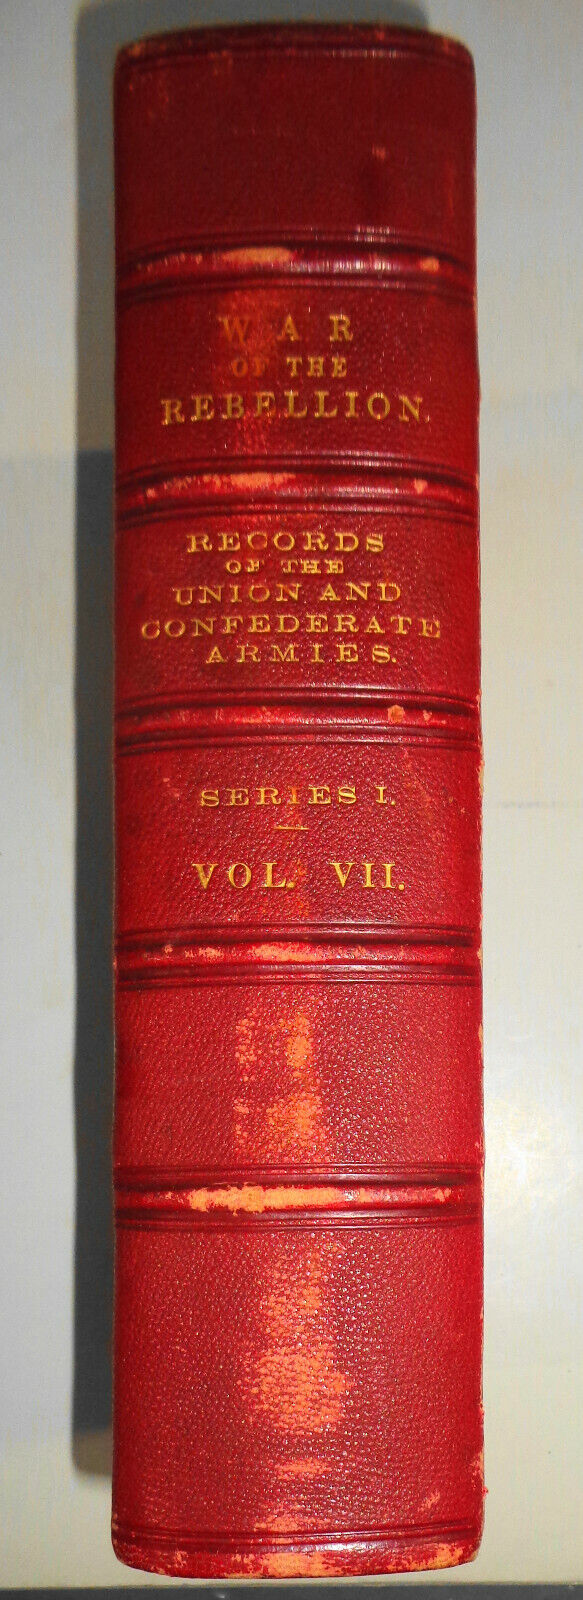 WAR
OF THE
REBELLION.
RECORDS
OF THE
UNION AND
CONFEDERATE
ARMIES.
SERIES I.
VOL. VII.